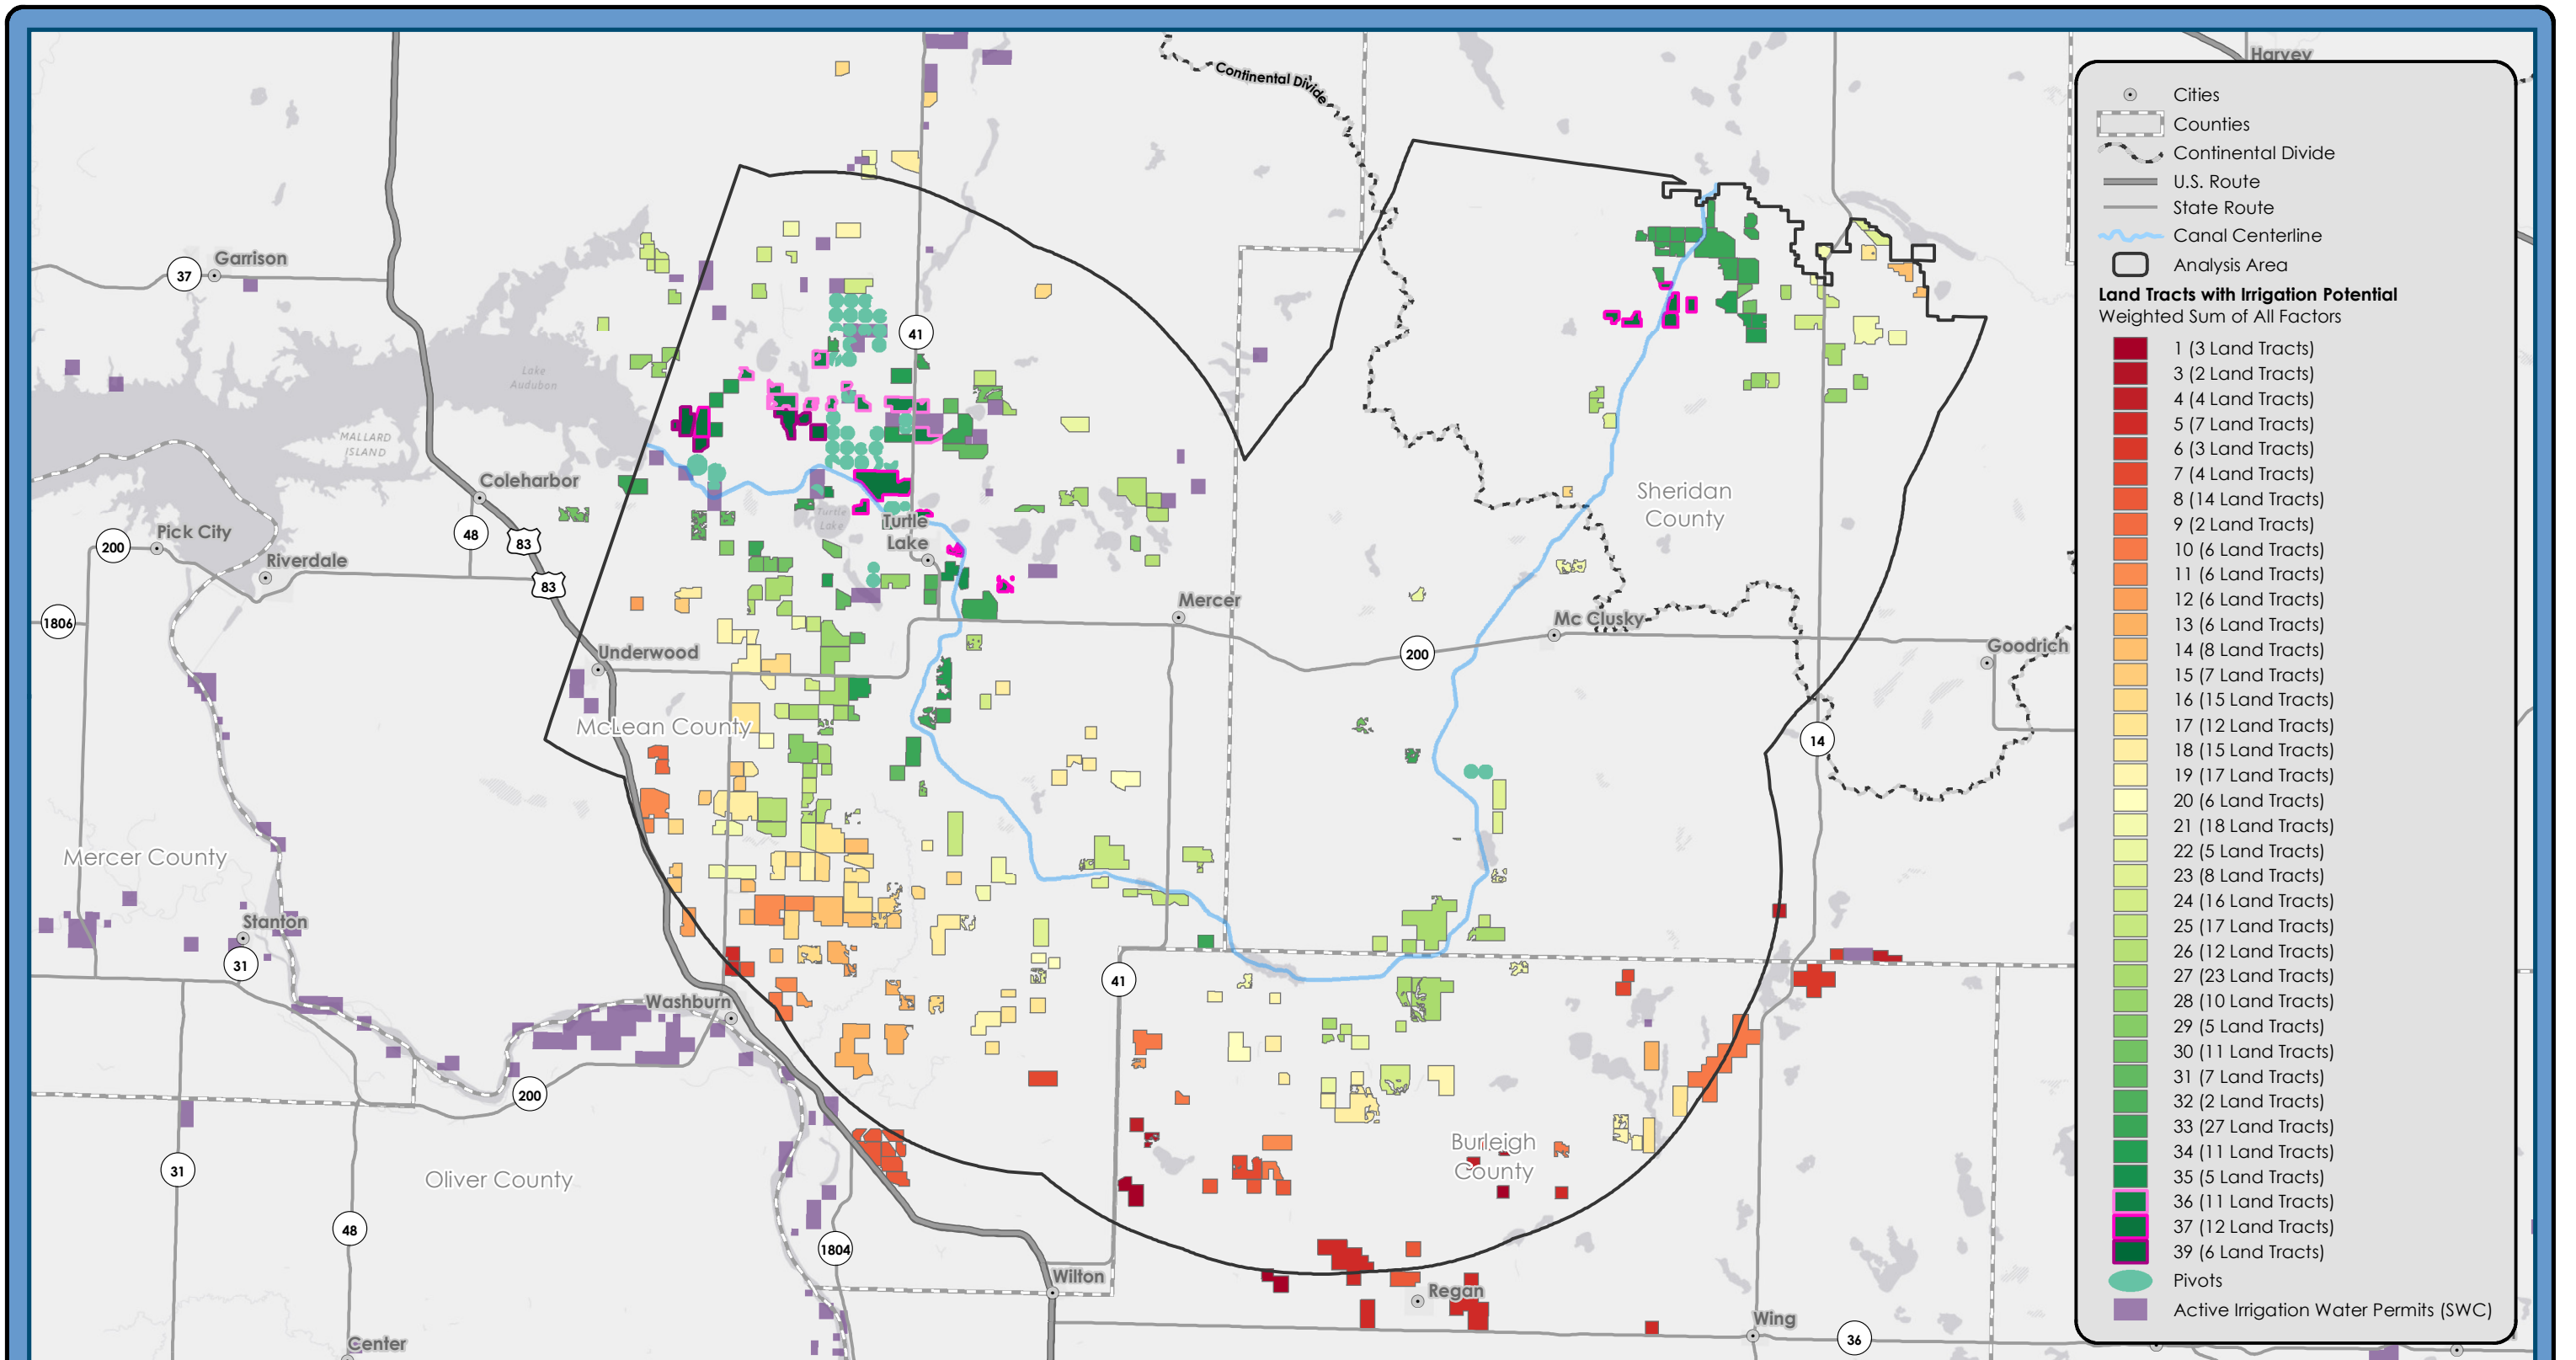 Harvey
Continental Divide
37
Garrison
Lake
Audubon
MALLARD
ISLAND
41
Coleharbor
48
83
200
Pick City
Riverdale
83
1806
Turtle
Lake
Turtle
Lake
Mercer
Underwood
McLean County
Sheridan
County
Mc Clusky
200
Goodrich
14
Mercer County
Stanton
31
41
Washburn
200
31
Oliver County
48
1804
Burleigh
County
Wilton
Regan
Wing
36
Center
Cities
Counties
Continental Divide
U.S. Route
State Route
Canal Centerline
Analysis Area
Land Tracts with Irrigation Potential
Weighted Sum of All Factors
1 (3 Land Tracts)
3 (2 Land Tracts)
4 (4 Land Tracts)
5 (7 Land Tracts)
6 (3 Land Tracts)
7 (4 Land Tracts)
8 (14 Land Tracts)
9 (2 Land Tracts)
10 (6 Land Tracts)
11 (6 Land Tracts)
12 (6 Land Tracts)
13 (6 Land Tracts)
14 (8 Land Tracts)
15 (7 Land Tracts)
16 (15 Land Tracts)
17 (12 Land Tracts)
18 (15 Land Tracts)
19 (17 Land Tracts)
20 (6 Land Tracts)
21 (18 Land Tracts)
22 (5 Land Tracts)
23 (8 Land Tracts)
24 (16 Land Tracts)
25 (17 Land Tracts)
26 (12 Land Tracts)
27 (23 Land Tracts)
28 (10 Land Tracts)
29 (5 Land Tracts)
30 (11 Land Tracts)
31 (7 Land Tracts)
32 (2 Land Tracts)
33 (27 Land Tracts)
34 (11 Land Tracts)
35 (5 Land Tracts)
36 (11 Land Tracts)
37 (12 Land Tracts)
39 (6 Land Tracts)
Pivots
Active Irrigation Water Permits (SWC)